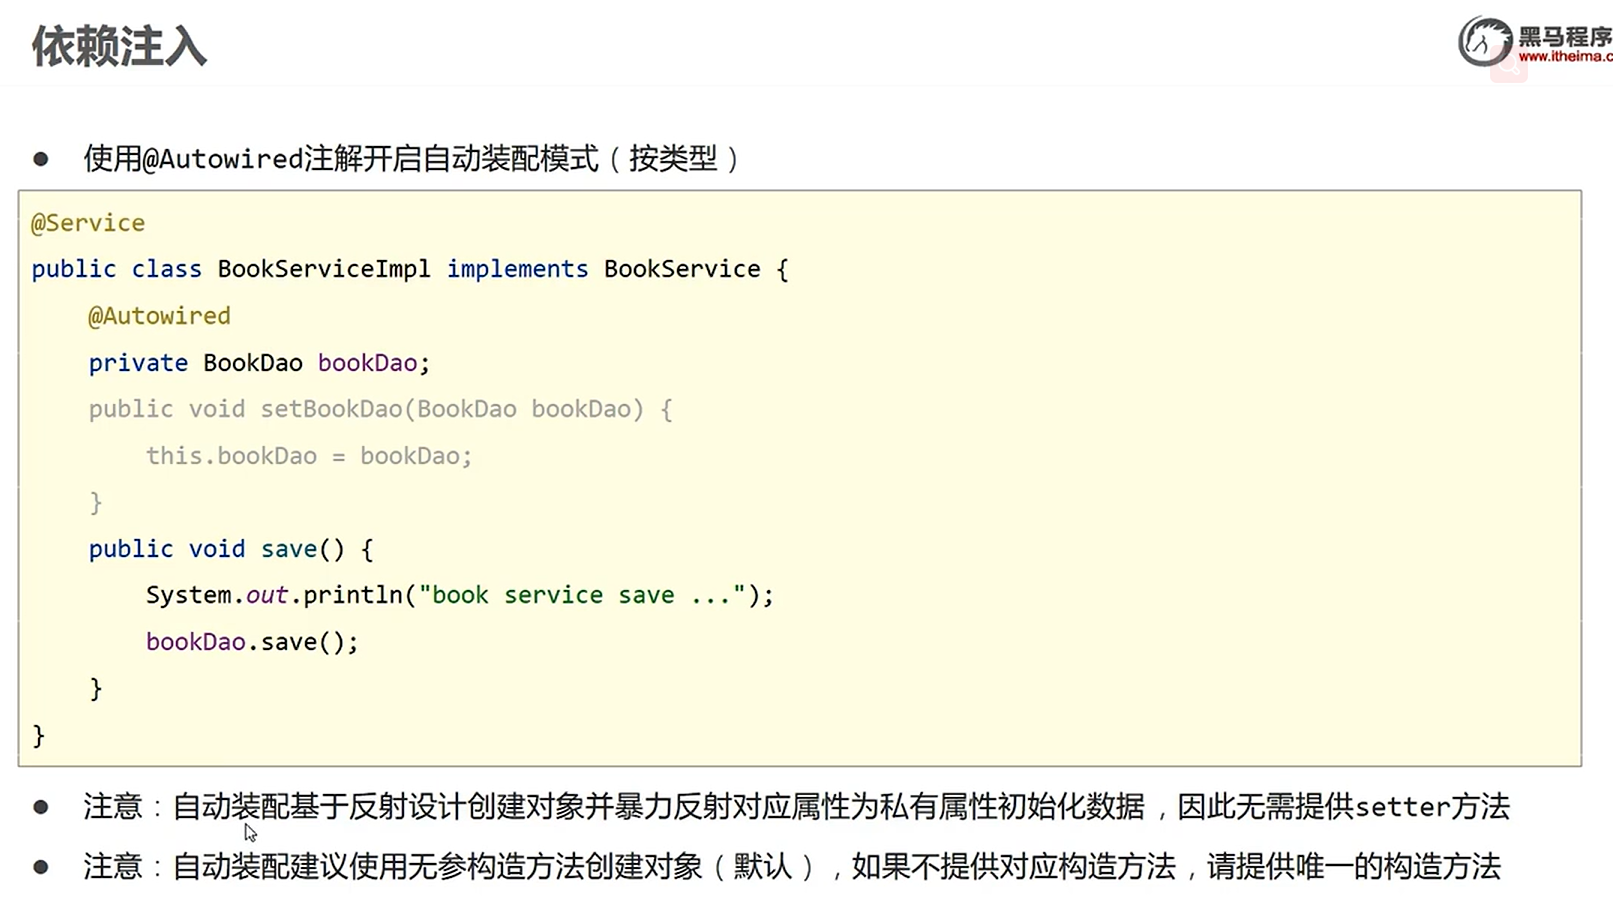 依赖注入
黑马程序
www.itheima.c
● 使用@Autowired注解开启自动装配模式（按类型）
@Service
public class BookServiceImpl implements BookService {
    @Autowired
    private BookDao bookDao;
    public void setBookDao(BookDao bookDao) {
        this.bookDao = bookDao;
    }
    public void save() {
        System.out.println("book service save ...");
        bookDao.save();
    }
}
● 注意：自动装配基于反射设计创建对象并暴力反射对应属性为私有属性初始化数据，因此无需提供setter方法
● 注意：自动装配建议使用无参构造方法创建对象（默认），如果不提供对应构造方法，请提供唯一的构造方法